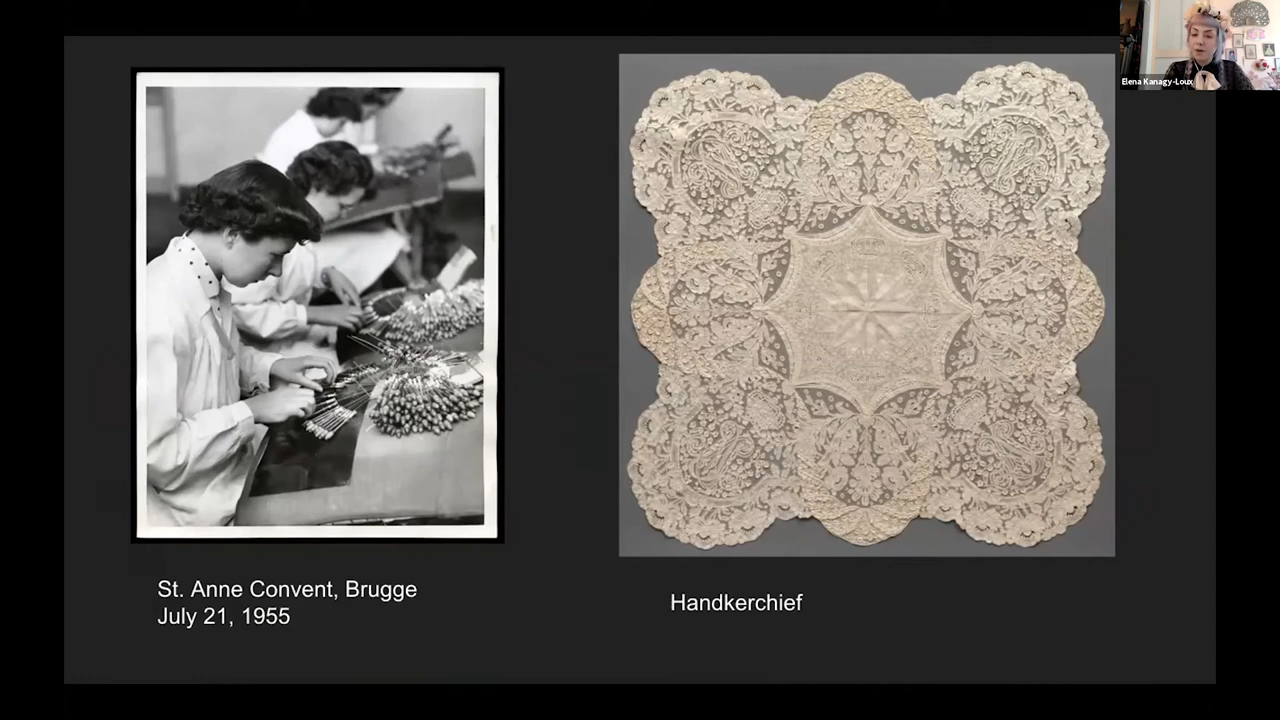 Elena Kanagy-Loux
St. Anne Convent, Brugge
July 21, 1955
Handkerchief